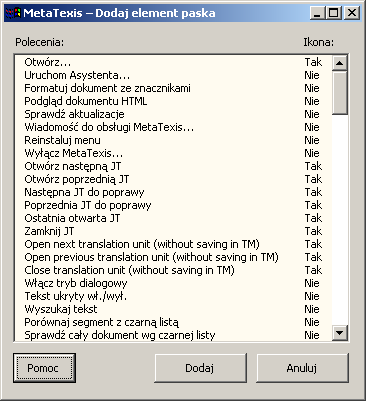 MetaTexis – Dodaj element paska
Polecenia: Ikona:
Otwórz... Tak
Uruchom Asystenta... Nie
Formatuj dokument ze znacznikami Nie
Podgląd dokumentu HTML Nie
Sprawdź aktualizacje Nie
Wiadomość do obsługi MetaTexis... Nie
Reinstaluj menu Nie
Wyłącz MetaTexis... Nie
Otwórz następną JT Tak
Otwórz poprzednią JT Tak
Następna JT do poprawy Tak
Poprzednia JT do poprawy Tak
Ostatnia otwarta JT Tak
Zamknij JT Tak
Open next translation unit (without saving in TM) Tak
Open previous translation unit (without saving in TM) Tak
Close translation unit (without saving in TM) Tak
Włącz tryb dialogowy Nie
Tekst ukryty wł./wył. Nie
Wyszukaj tekst Nie
Porównaj segment z czarną listą Nie
Sprawdź cały dokument wg czarnej listy Nie
Pomoc Dodaj Anuluj